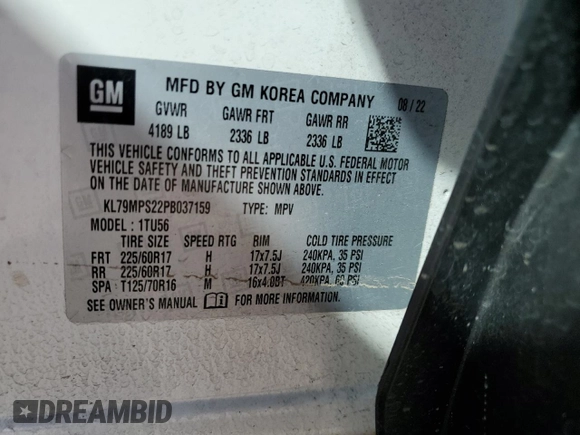 GM
MFD BY GM KOREA COMPANY 08 / 22
GVWR GAWR FRT GAWR RR
4189 LB 2336 LB 2336 LB
THIS VEHICLE CONFORMS TO ALL APPLICABLE U.S. FEDERAL MOTOR
VEHICLE SAFETY AND THEFT PREVENTION STANDARDS IN EFFECT
ON THE DATE OF MANUFACTURE SHOWN ABOVE.
KL79MPS22PB037159 TYPE: MPV
MODEL : 1TU56
TIRE SIZE SPEED RTG RIM COLD TIRE PRESSURE
FRT 225/60R17 H 17x7.5J 240KPA, 35 PSI
RR 225/60R17 H 17x7.5J 240KPA, 35 PSI
SPA T125/70R16 M 16x4.0BT 420KPA, 60 PSI
SEE OWNER'S MANUAL FOR MORE INFORMATION.
DREAMBID